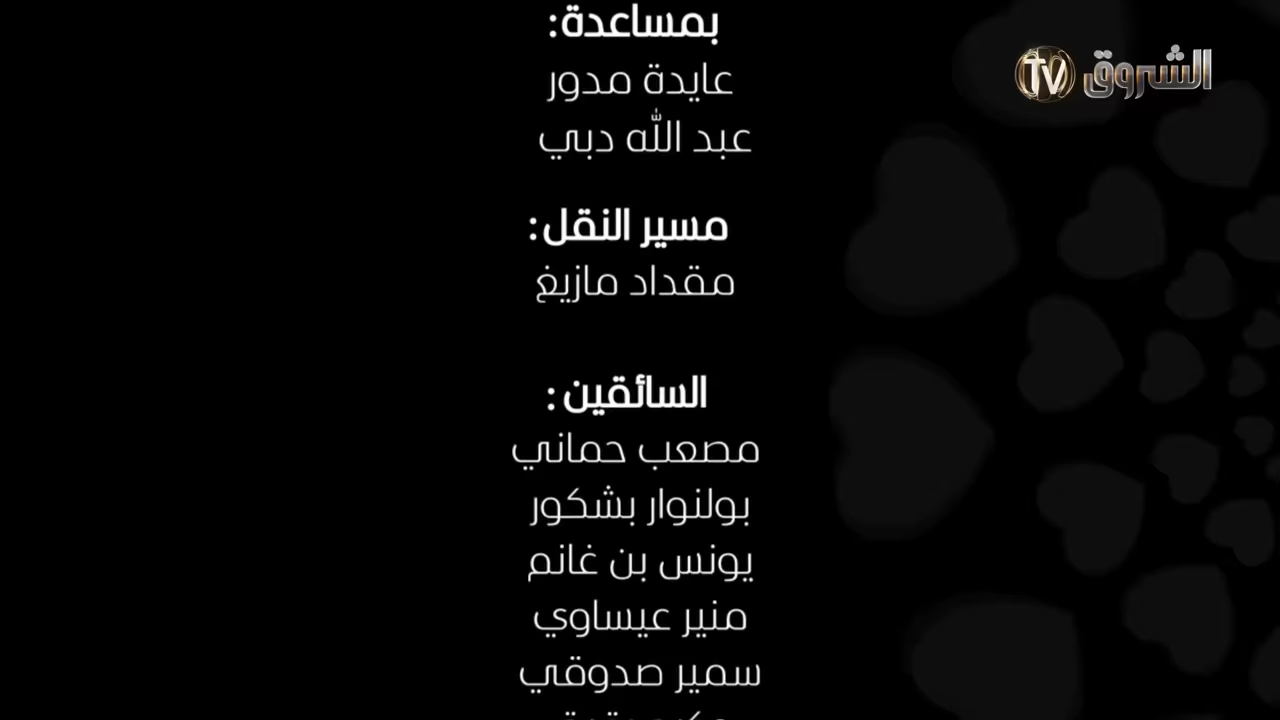 بمساعدة:
عايدة مدور
عبد الله دبي
الشروق TV
مسير النقل:
مقداد مازيغ
السائقين:
مصعب حماني
بولنوار بشكور
يونس بن غانم
منير عيساوي
سمير صدوقي